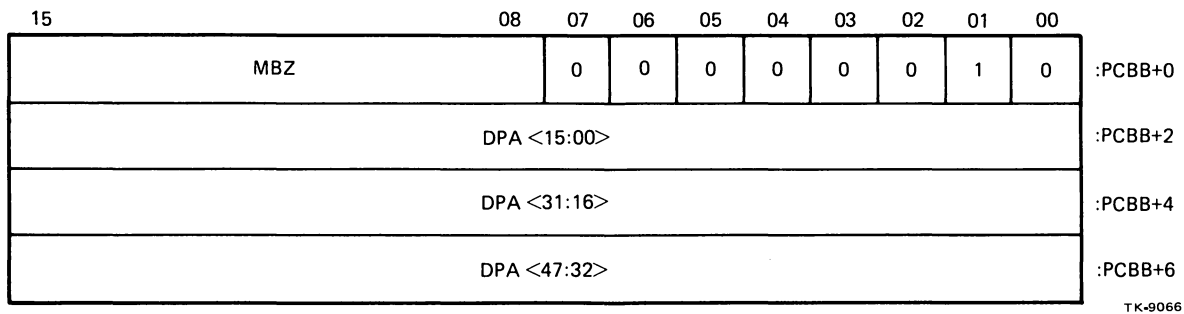 15 08 07 06 05 04 03 02 01 00
MBZ 0 0 0 0 0 0 1 0 :PCBB+0
DPA <15:00> :PCBB+2
DPA <31:16> :PCBB+4
DPA <47:32> :PCBB+6
TK-9066